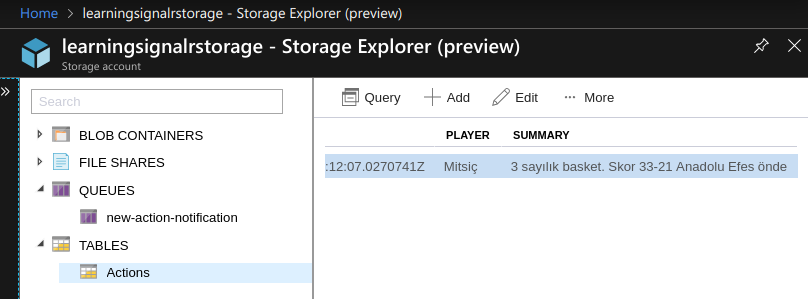 Home > learningsignalrstorage - Storage Explorer (preview)
learningsignalrstorage - Storage Explorer (preview)
Storage account
Search
BLOB CONTAINERS
FILE SHARES
QUEUES
new-action-notification
TABLES
Actions
Query Add Edit ··· More
PLAYER SUMMARY
:12:07.0270741Z Mitsiç 3 sayılık basket. Skor 33-21 Anadolu Efes önde